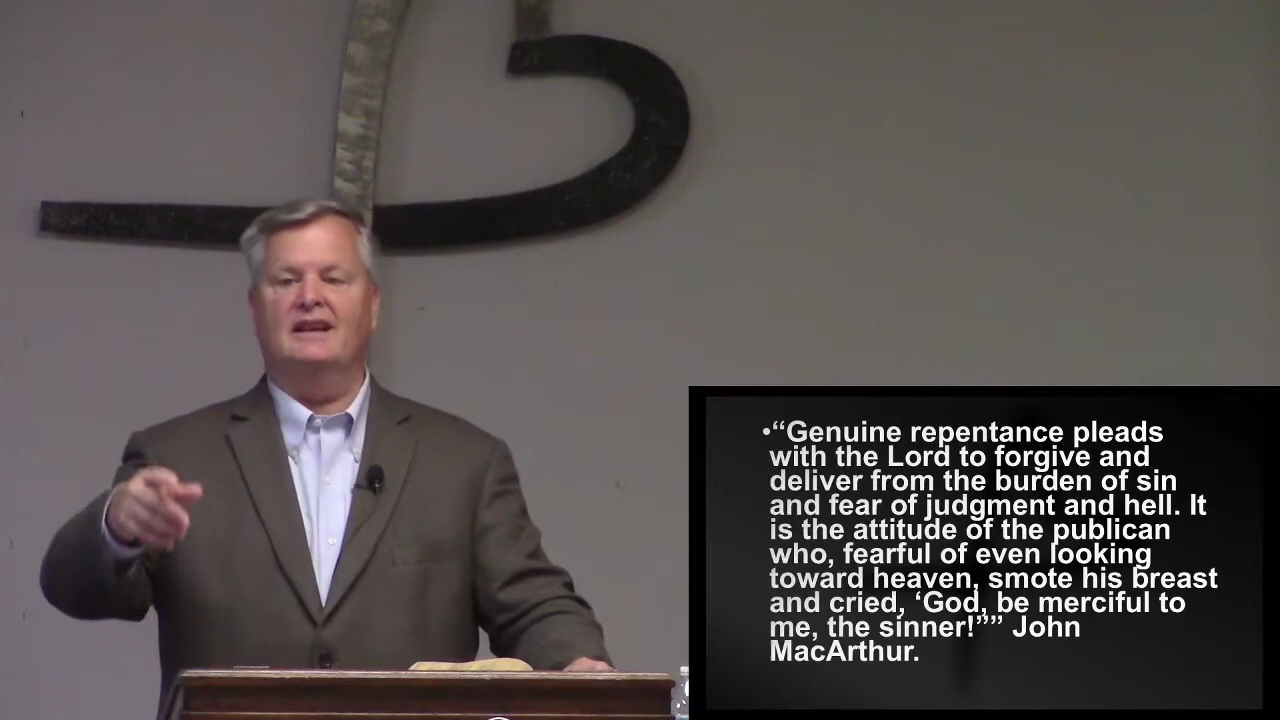 •“Genuine repentance pleads
with the Lord to forgive and
deliver from the burden of sin
and fear of judgment and hell. It
is the attitude of the publican
who, fearful of even looking
toward heaven, smote his breast
and cried, ‘God, be merciful to
me, the sinner!”” John
MacArthur.